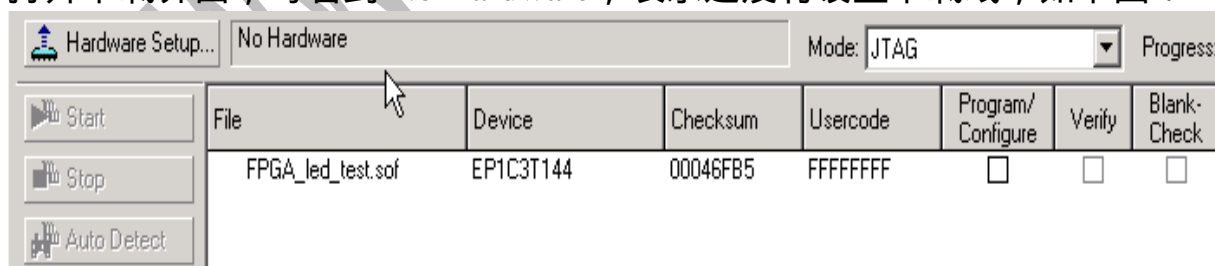 Hardware Setup... No Hardware Mode: JTAG Progress:
Start File Device Checksum Usercode Program/ Configure Verify Blank- Check
Stop FPGA_led_test.sof EP1C3T144 00046FB5 FFFFFFFF
Auto Detect